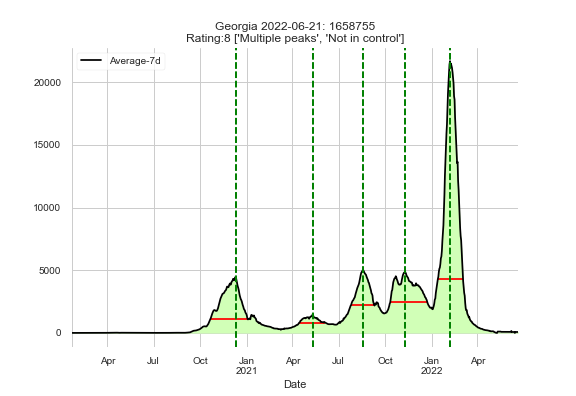 Georgia 2022-06-21: 1658755
Rating:8 ['Multiple peaks', 'Not in control']
Average-7d
20000
15000
10000
5000
0
Apr Jul Oct Jan Apr Jul Oct Jan Apr
2021 2022
Date